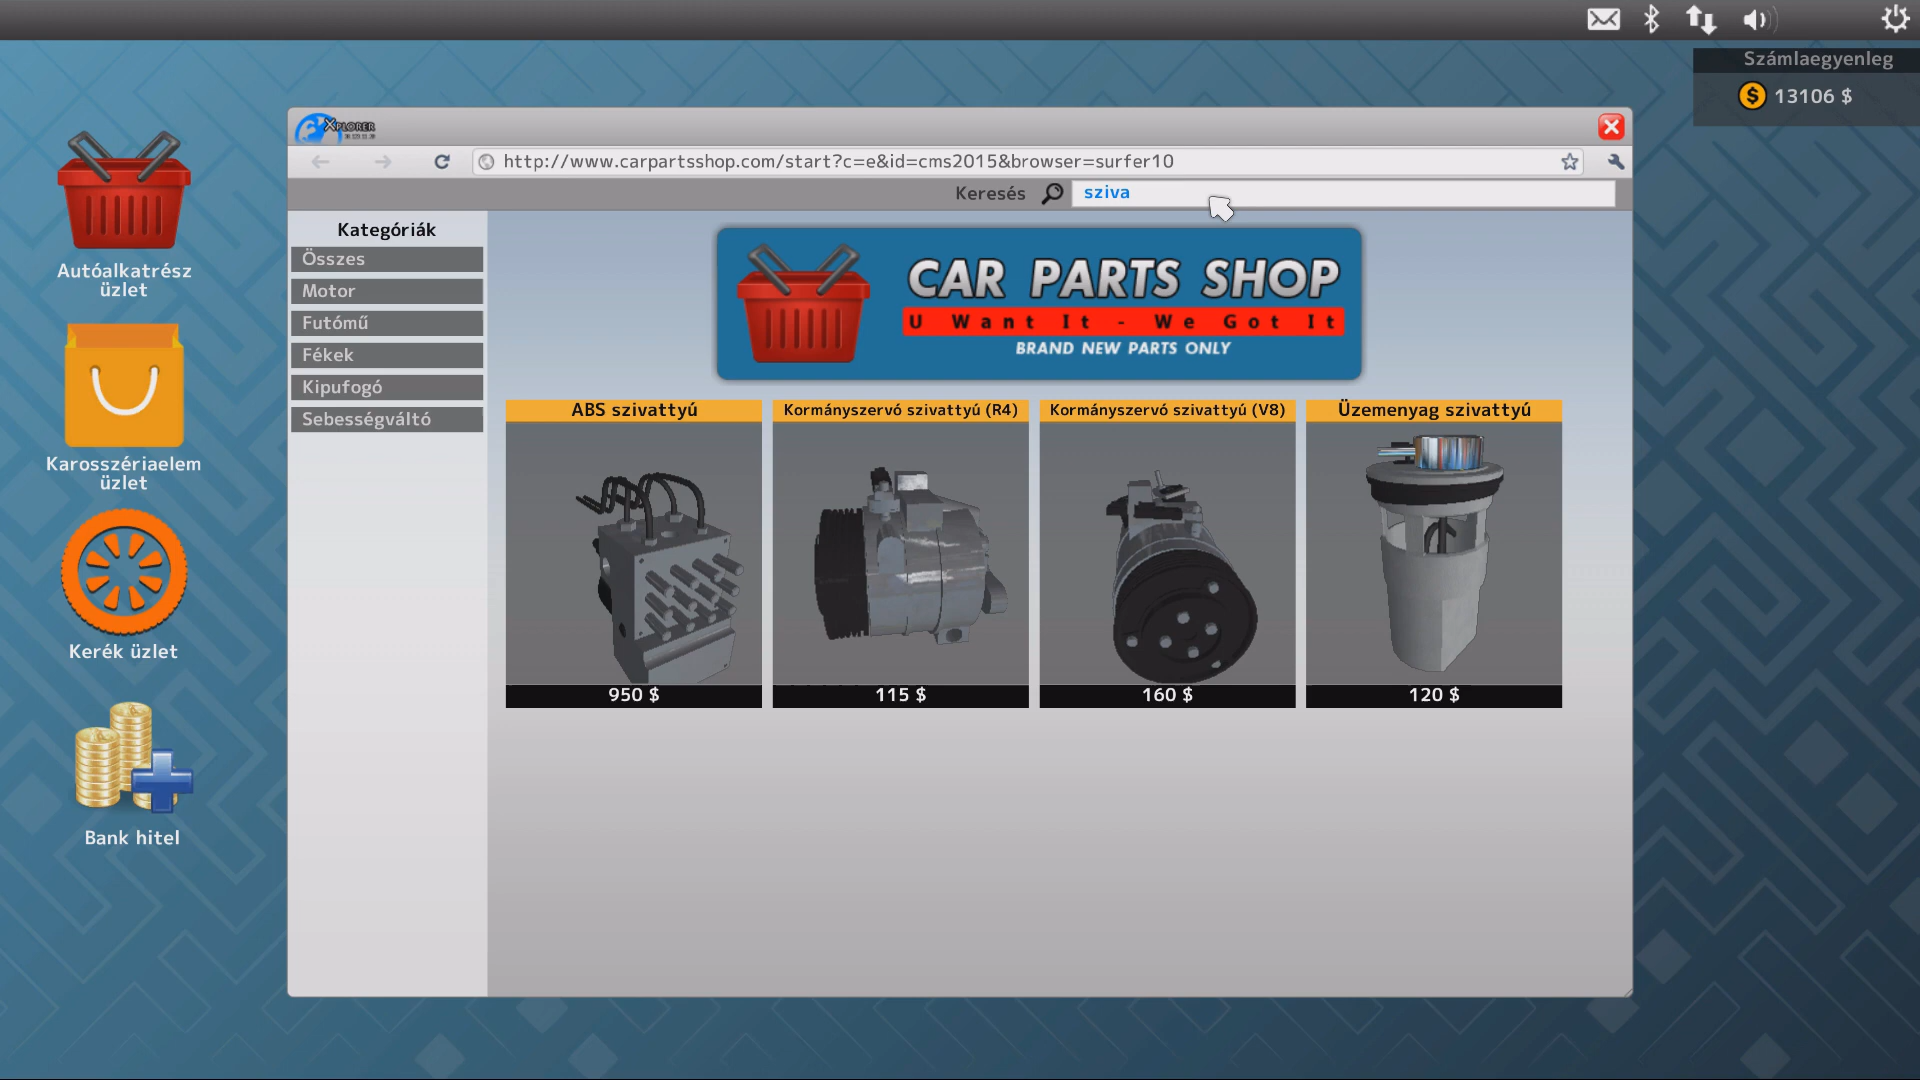 Számlaegyenleg
13106 $
XPLORER
http://www.carpartsshop.com/start?c=e&id=cms2015&browser=surfer10
Keresés
sziva
Kategóriák
Összes
Motor
Futómű
Fékek
Kipufogó
Sebességváltó
CAR PARTS SHOP
U Want It - We Got It
BRAND NEW PARTS ONLY
ABS szivattyú
950 $
Kormányszervó szivattyú (R4)
115 $
Kormányszervó szivattyú (V8)
160 $
Üzemenyag szivattyú
120 $
Autóalkatrész
üzlet
Karosszériaelem
üzlet
Kerék üzlet
Bank hitel